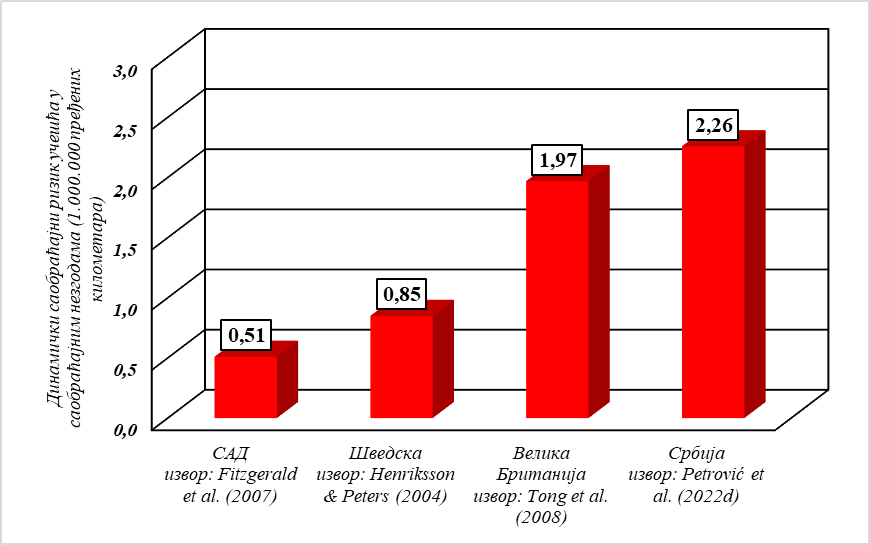 Динамички саобраћајни ризик учешћа у
саобраћајним незгодама (1.000.000 пређених
километара)
3,0
2,5
2,0
1,5
1,0
0,5
0,0
0,51
0,85
1,97
2,26
САД
извор: Fitzgerald
et al. (2007)
Шведска
извор: Henriksson
& Peters (2004)
Велика
Британија
извор: Tong et al.
(2008)
Србија
извор: Petrović et
al. (2022d)